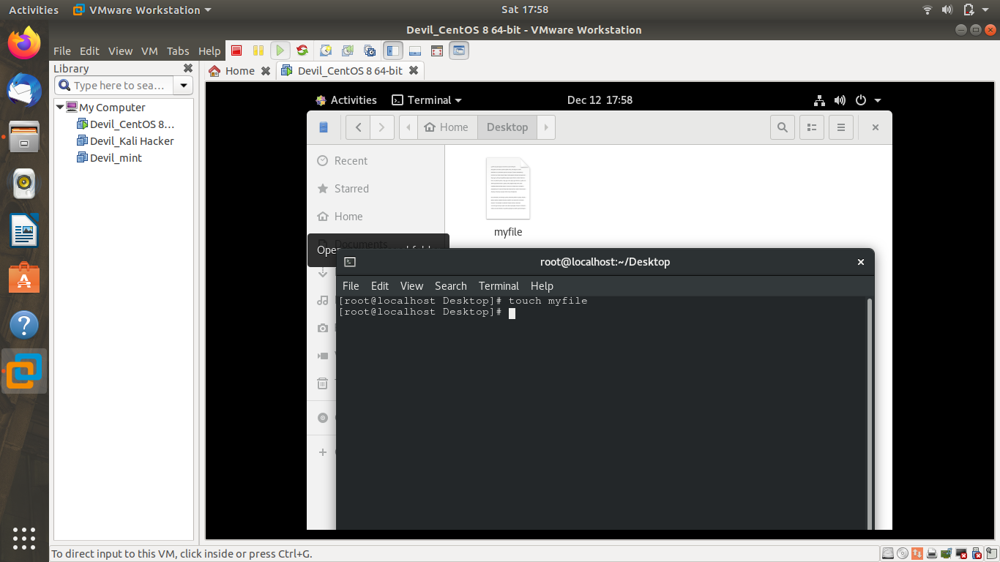 Activities VMware Workstation Sat 17:58
Devil_CentOS 8 64-bit - VMware Workstation
File Edit View VM Tabs Help
Library
Type here to sea…
My Computer
Devil_CentOS 8…
Devil_Kali Hacker
Devil_mint
Home Devil_CentOS 8 64-bit
Activities Terminal Dec 12 17:58
Home Desktop
Recent
Starred
Home
Documents
myfile
root@localhost:~/Desktop
File Edit View Search Terminal Help
[root@localhost Desktop]# touch myfile
[root@localhost Desktop]#
To direct input to this VM, click inside or press Ctrl+G.